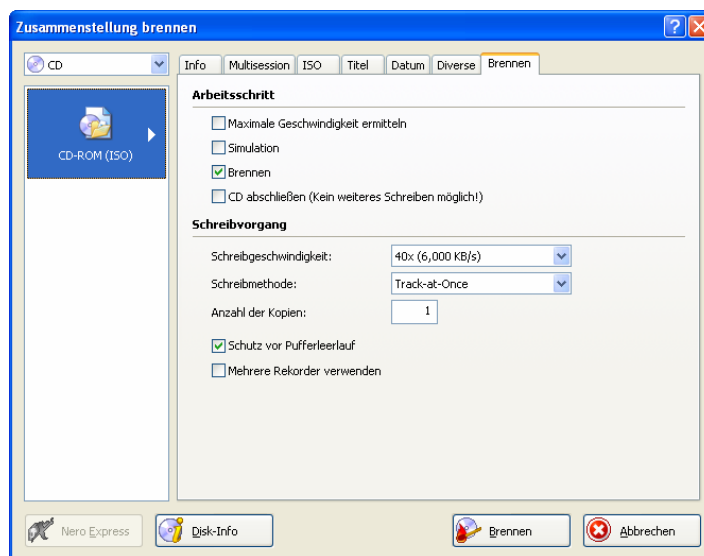 Zusammenstellung brennen
CD
Info Multisession ISO Titel Datum Diverse Brennen
CD-ROM (ISO)
Arbeitsschritt
Maximale Geschwindigkeit ermitteln
Simulation
Brennen
CD abschließen (Kein weiteres Schreiben möglich!)
Schreibvorgang
Schreibgeschwindigkeit: 40x (6,000 KB/s)
Schreibmethode: Track-at-Once
Anzahl der Kopien: 1
Schutz vor Pufferleerlauf
Mehrere Rekorder verwenden
Nero Express Disk-Info Brennen Abbrechen